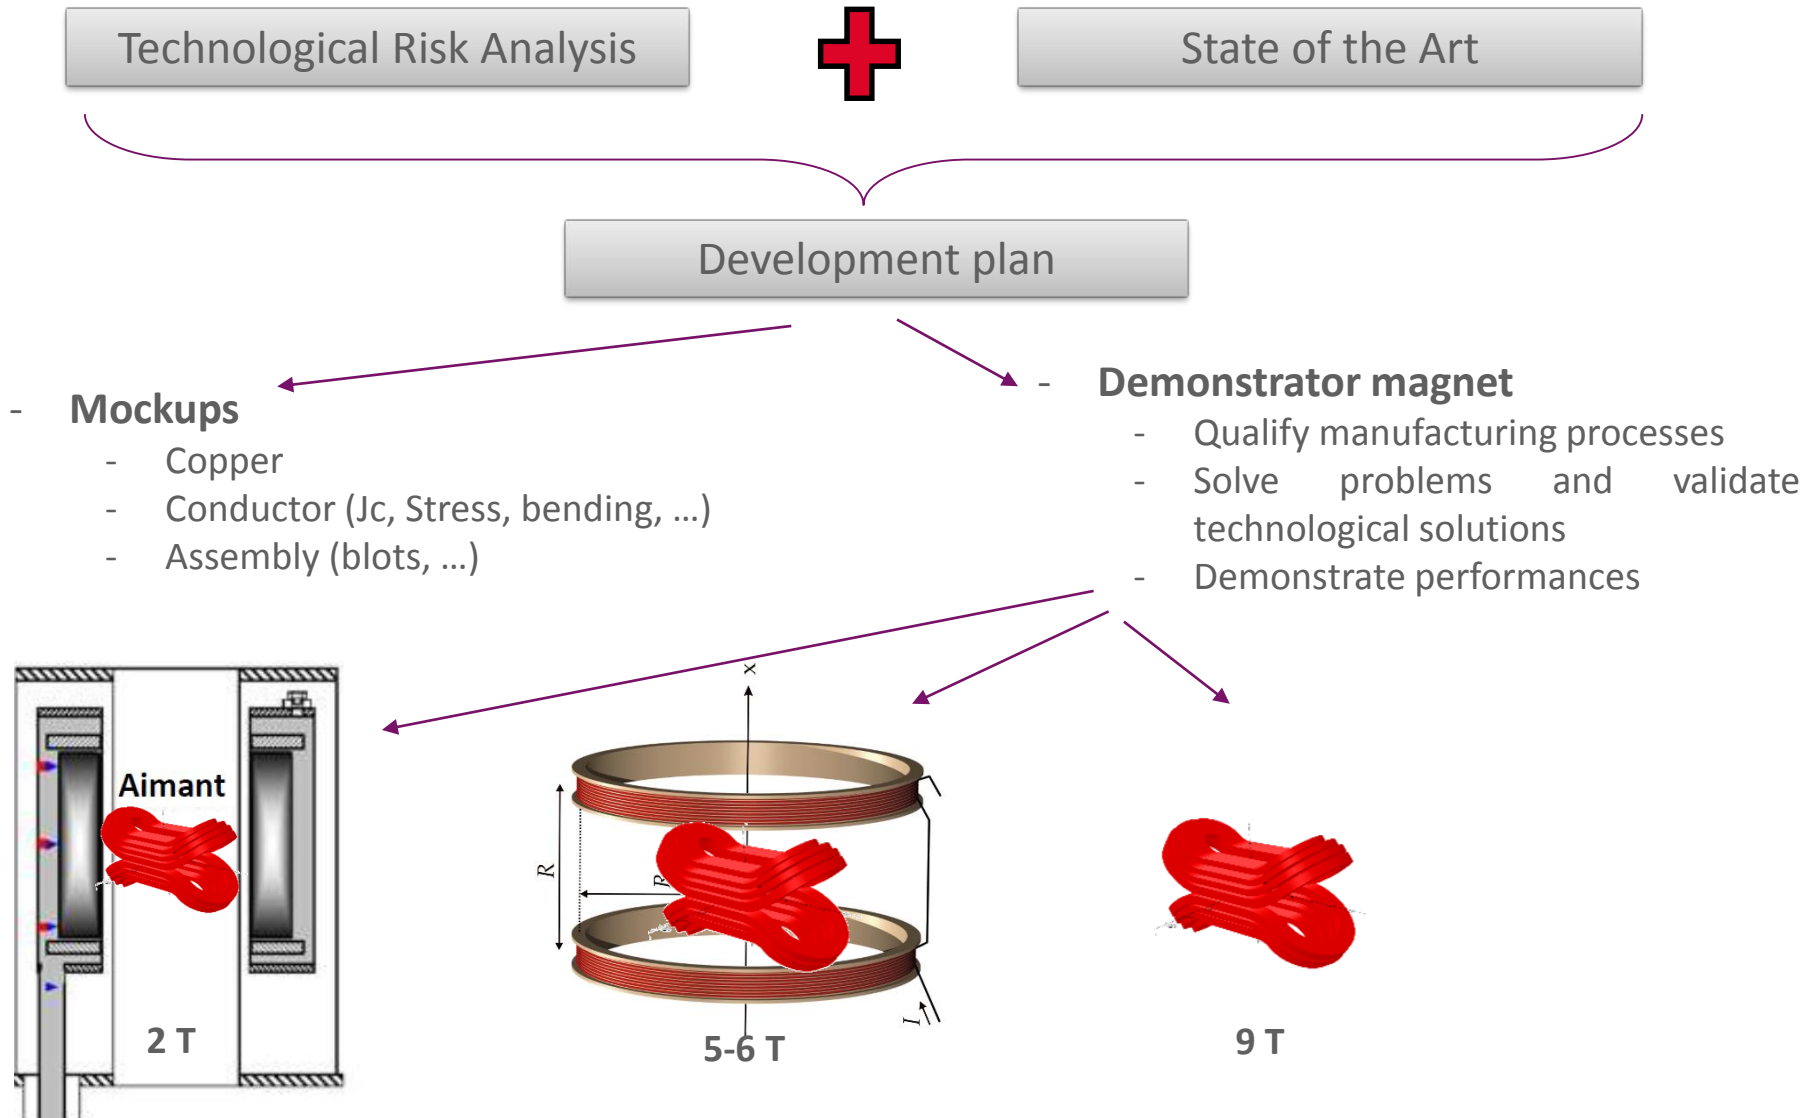 Technological Risk Analysis
State of the Art
Development plan
- Mockups
- Copper
- Conductor (Jc, Stress, bending, …)
- Assembly (blots, …)
- Demonstrator magnet
- Qualify manufacturing processes
- Solve problems and validate
technological solutions
- Demonstrate performances
Aimant
2 T
x
R
R
I
5-6 T
9 T